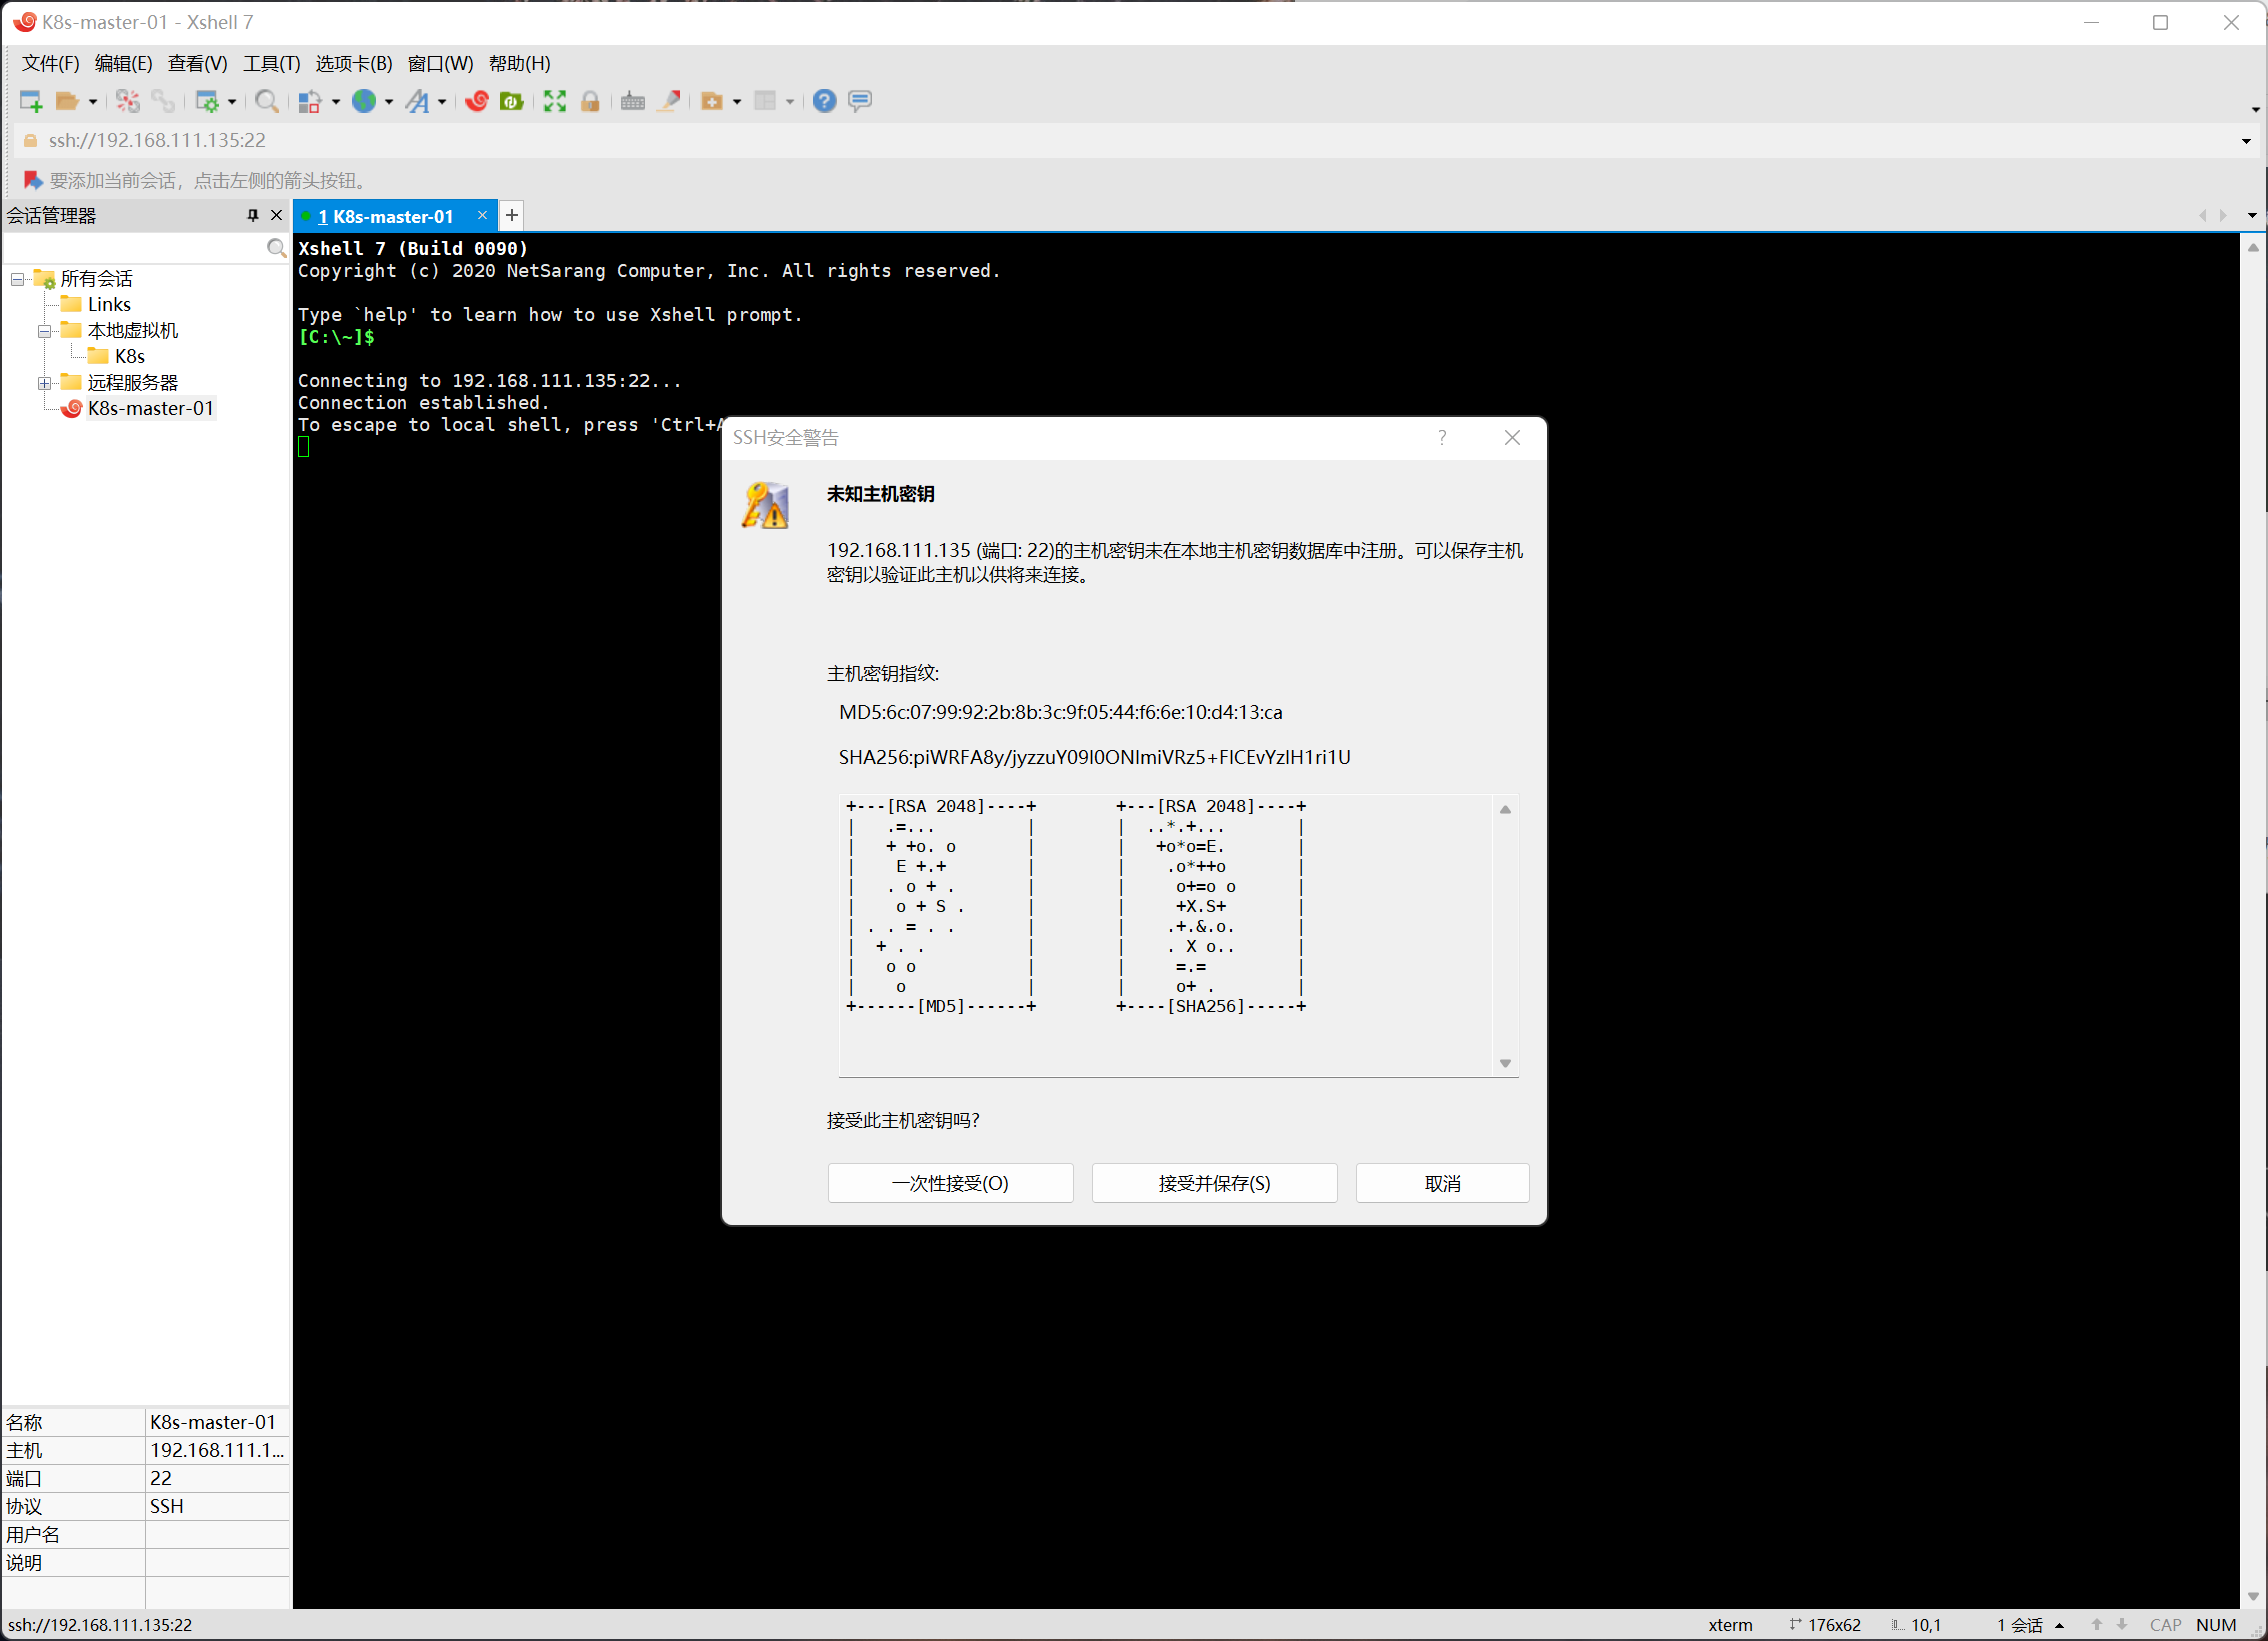 K8s-master-01 - Xshell 7
文件(F) 编辑(E) 查看(V) 工具(T) 选项卡(B) 窗口(W) 帮助(H)
ssh://192.168.111.135:22
要添加当前会话，点击左侧的箭头按钮。
会话管理器
1 K8s-master-01
所有会话
Links
本地虚拟机
K8s
远程服务器
K8s-master-01
Xshell 7 (Build 0090)
Copyright (c) 2020 NetSarang Computer, Inc. All rights reserved.
Type `help' to learn how to use Xshell prompt.
[C:\~]$
Connecting to 192.168.111.135:22...
Connection established.
To escape to local shell, press 'Ctrl+A
SSH安全警告
未知主机密钥
192.168.111.135 (端口: 22)的主机密钥未在本地主机密钥数据库中注册。可以保存主机
密钥以验证此主机以供将来连接。
主机密钥指纹:
MD5:6c:07:99:92:2b:8b:3c:9f:05:44:f6:6e:10:d4:13:ca
SHA256:piWRFA8y/jyzzuY09l0ONlmiVRz5+FlCEvYzlH1ri1U
+---[RSA 2048]----+        +---[RSA 2048]----+
|   .=...         |        |  ..*.+...       |
|   + +o. o       |        |   +o*o=E.       |
|    E +.+        |        |    .o*++o       |
|   . o + .       |        |     o+=o o      |
|    o + S .      |        |     +X.S+       |
| . . = . .       |        |    .+.&.o.      |
|  + . .          |        |    . X o..      |
|   o o           |        |     =.=         |
|    o            |        |     o+ .        |
+------[MD5]------+        +----[SHA256]-----+
接受此主机密钥吗?
一次性接受(O) 接受并保存(S) 取消
名称 K8s-master-01
主机 192.168.111.1...
端口 22
协议 SSH
用户名
说明
ssh://192.168.111.135:22 xterm 176x62 10,1 1 会话 CAP NUM